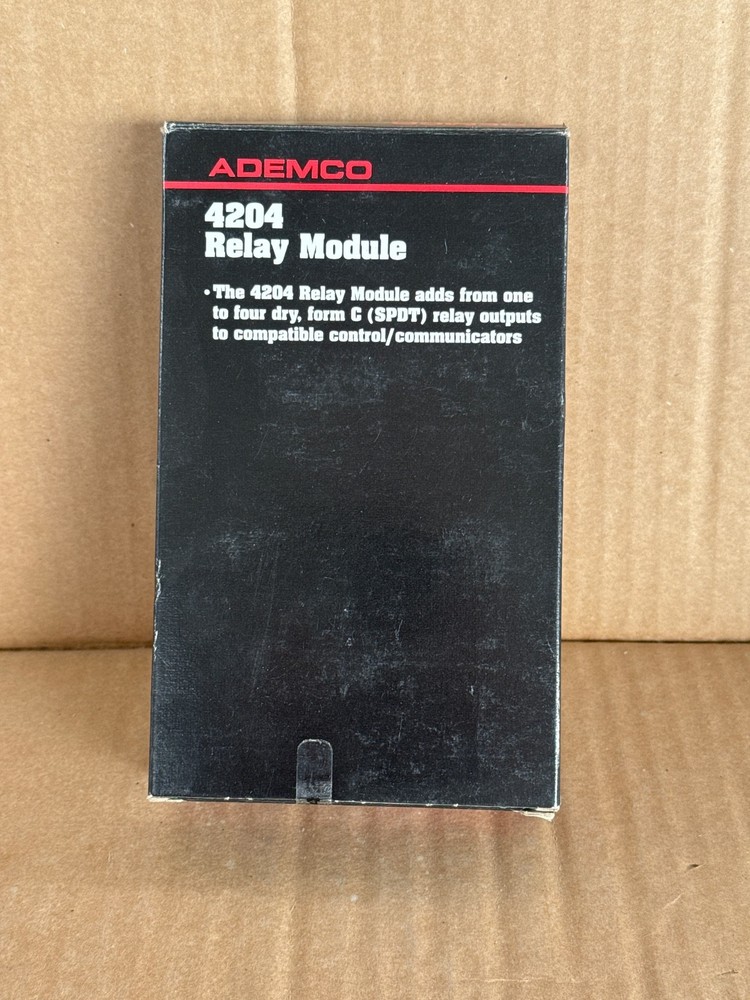 ADEMCO
4204
Relay Module
• The 4204 Relay Module adds from one
to four dry, form C (SPDT) relay outputs
to compatible control/communicators